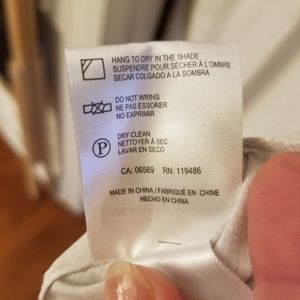 HANG TO DRY IN THE SHADE
SUSPENDRE POUR SÉCHER À L'OMBRE
SECAR COLGADO A LA SOMBRA
DO NOT WRING
NE PAS ESSORER
NO EXPRIMIR
P
DRY CLEAN
NETTOYER À SEC
LAVAR EN SECO
CA: 06569 RN: 119486
MADE IN CHINA / FABRIQUÉ EN CHINE
HECHO EN CHINA